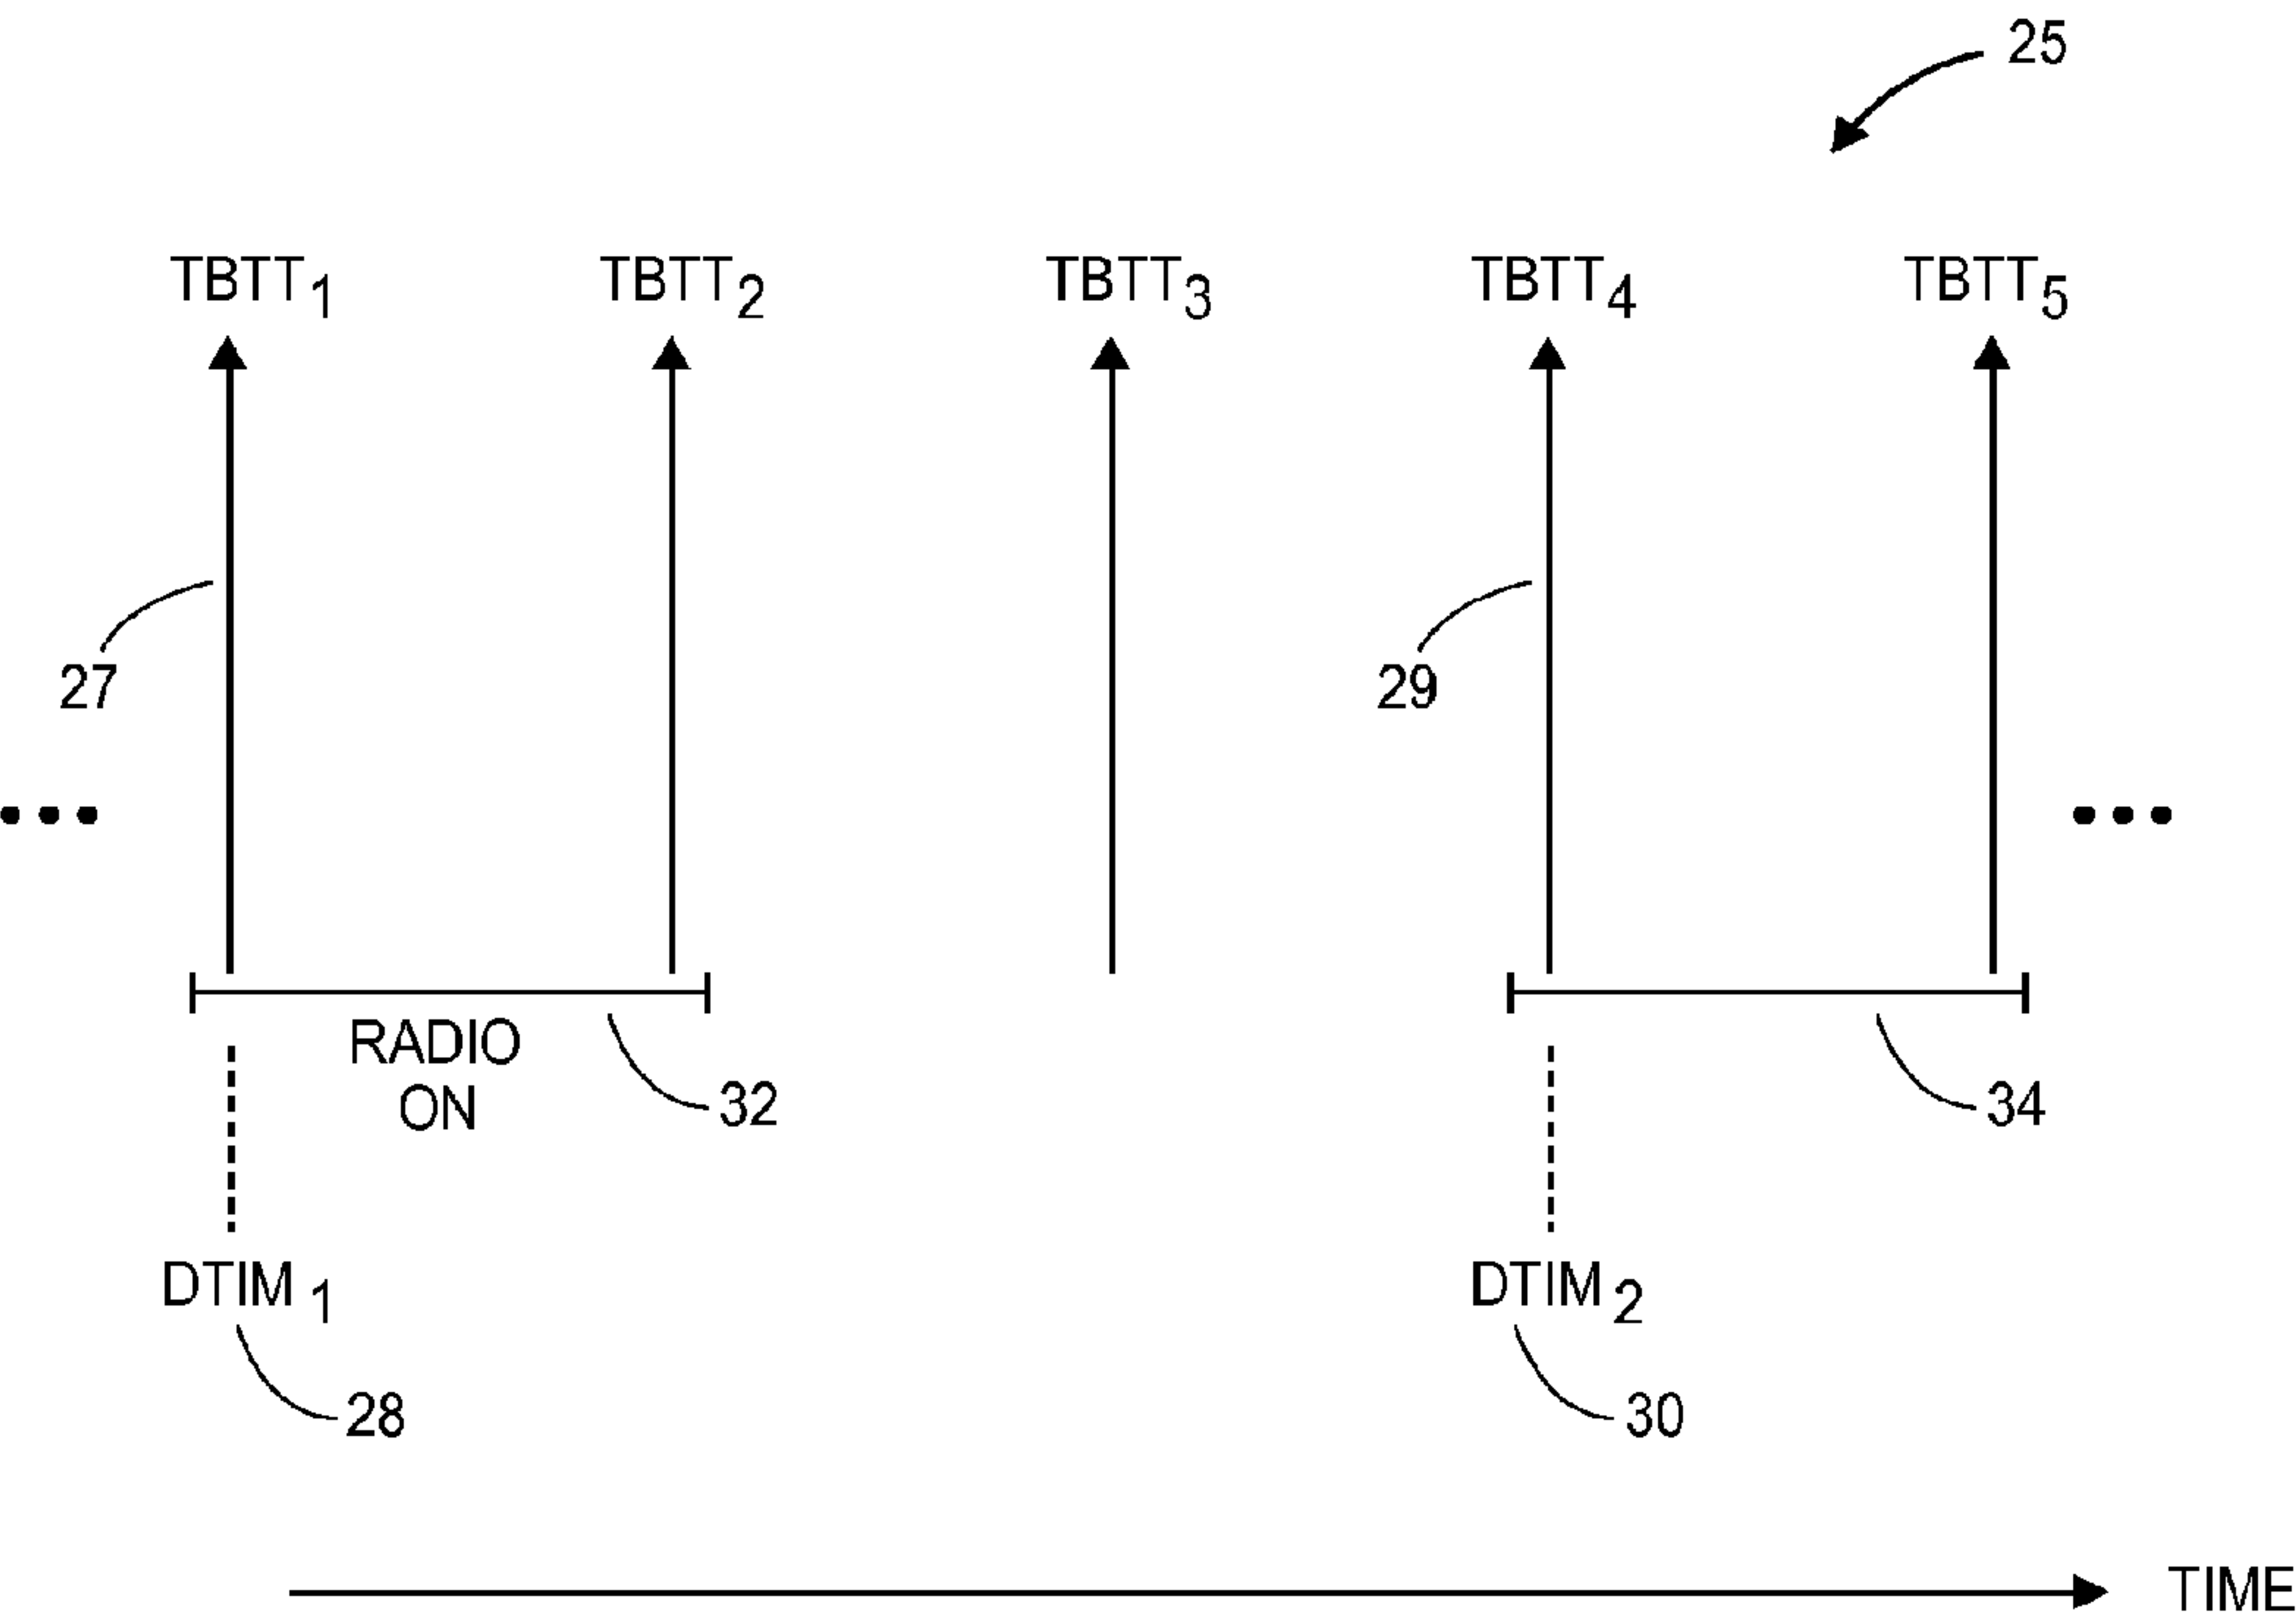 25
TBTT1 TBTT2 TBTT3 TBTT4 TBTT5
27 29
RADIO
ON
32 34
DTIM1 DTIM2
28 30
TIME